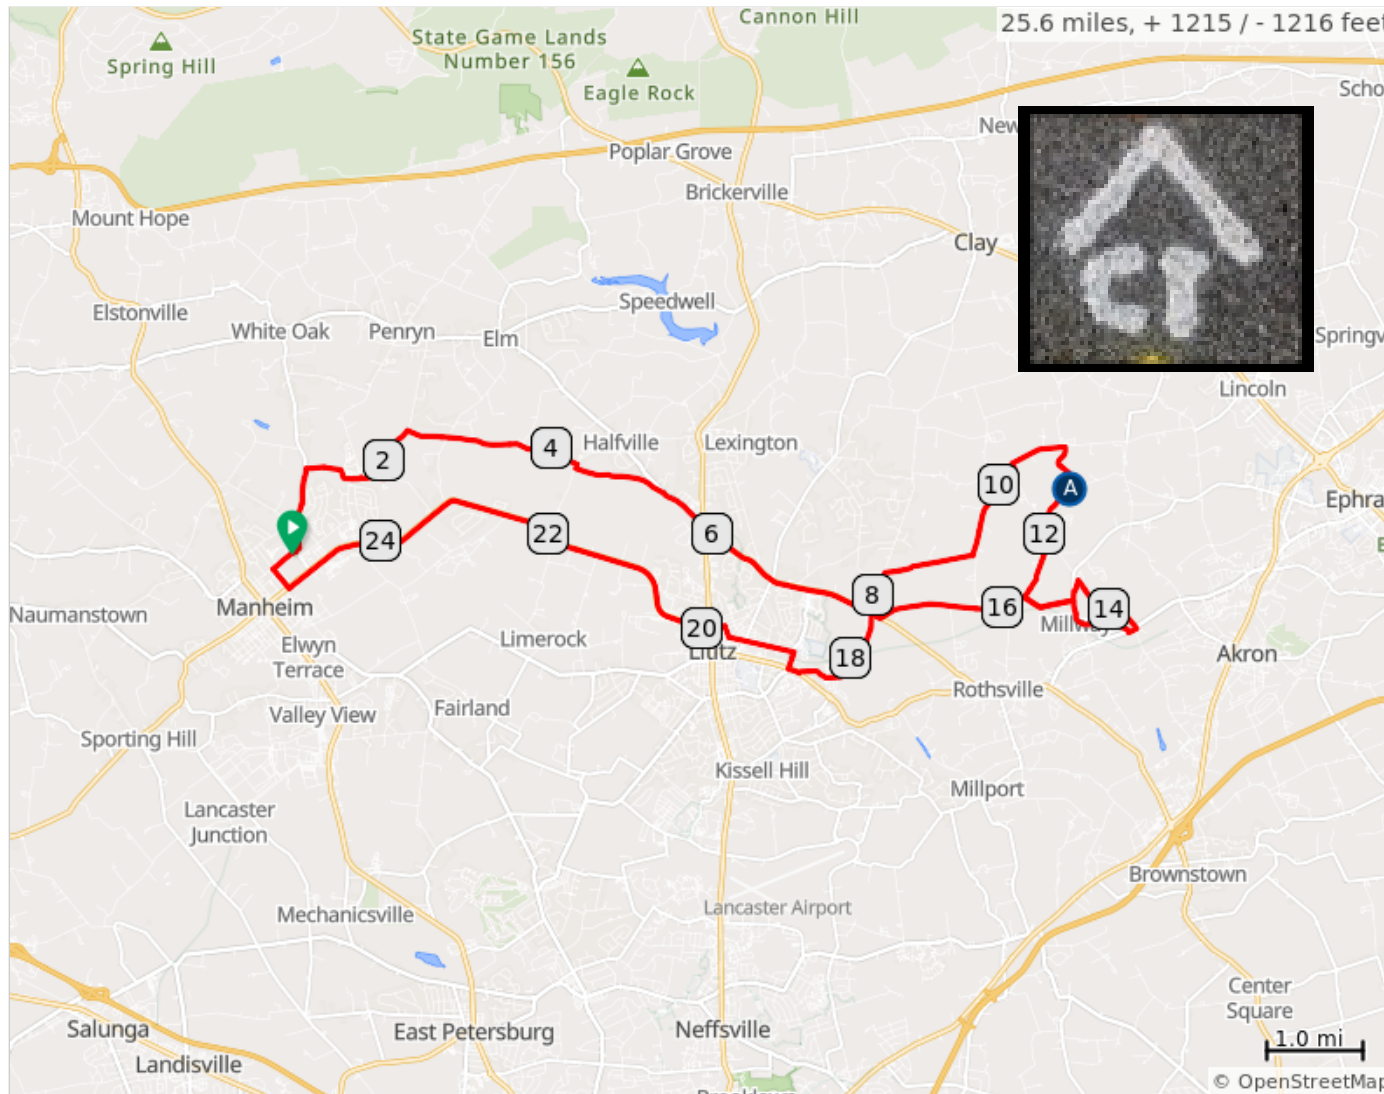 Cannon Hill
25.6 miles, + 1215 / - 1216 feet
State Game Lands
Number 156
Spring Hill
Eagle Rock
Scho
New
Poplar Grove
Brickerville
Mount Hope
Clay
CT
Speedwell
Elstonville
White Oak
Penryn
Elm
Springv
Lincoln
Halfville
Lexington
2
4
10
A
Ephra
6
12
22
24
8
16
14
Manheim
Naumanstown
Millway
20
Limerock
Elwyn
Terrace
Lititz
18
Akron
Rothsville
Fairland
Valley View
Sporting Hill
Kissell Hill
Millport
Lancaster
Junction
Brownstown
Lancaster Airport
Mechanicsville
Center
Square
Salunga
East Petersburg
Neffsville
1.0 mi
Landisville
© OpenStreetMap